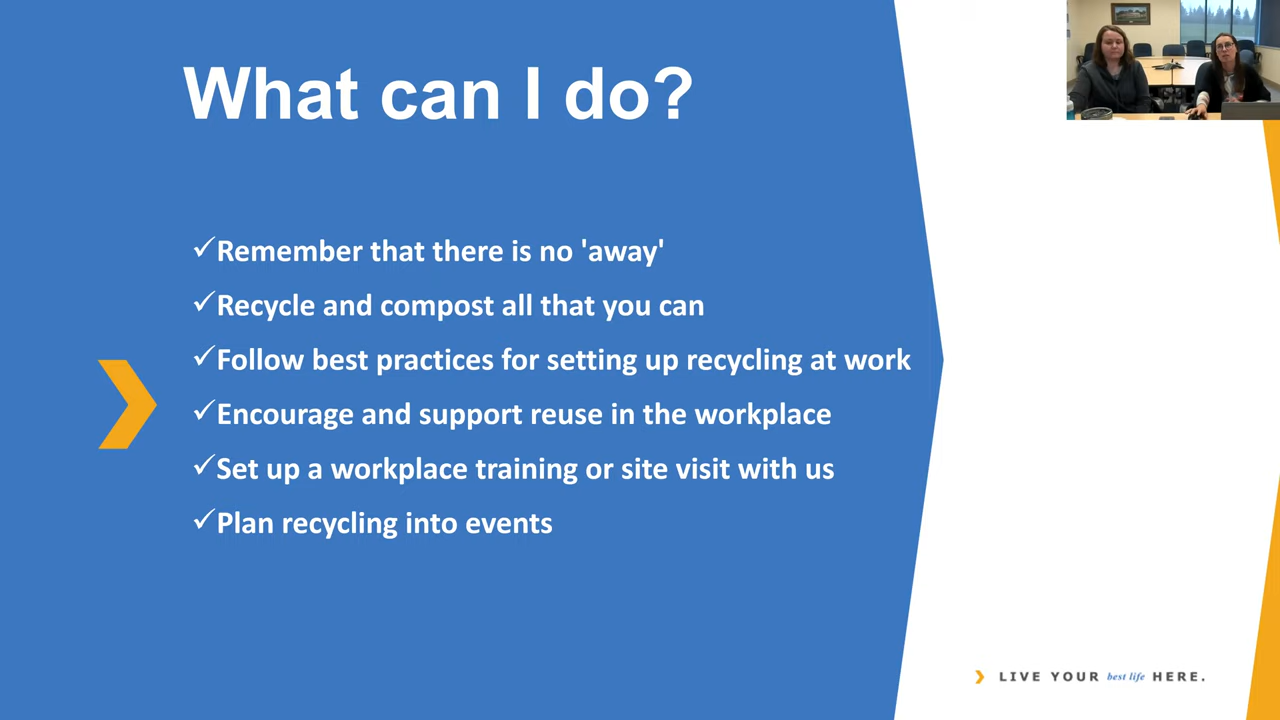 What can I do?
✓Remember that there is no 'away'
✓Recycle and compost all that you can
✓Follow best practices for setting up recycling at work
✓Encourage and support reuse in the workplace
✓Set up a workplace training or site visit with us
✓Plan recycling into events
LIVE YOUR best life HERE.